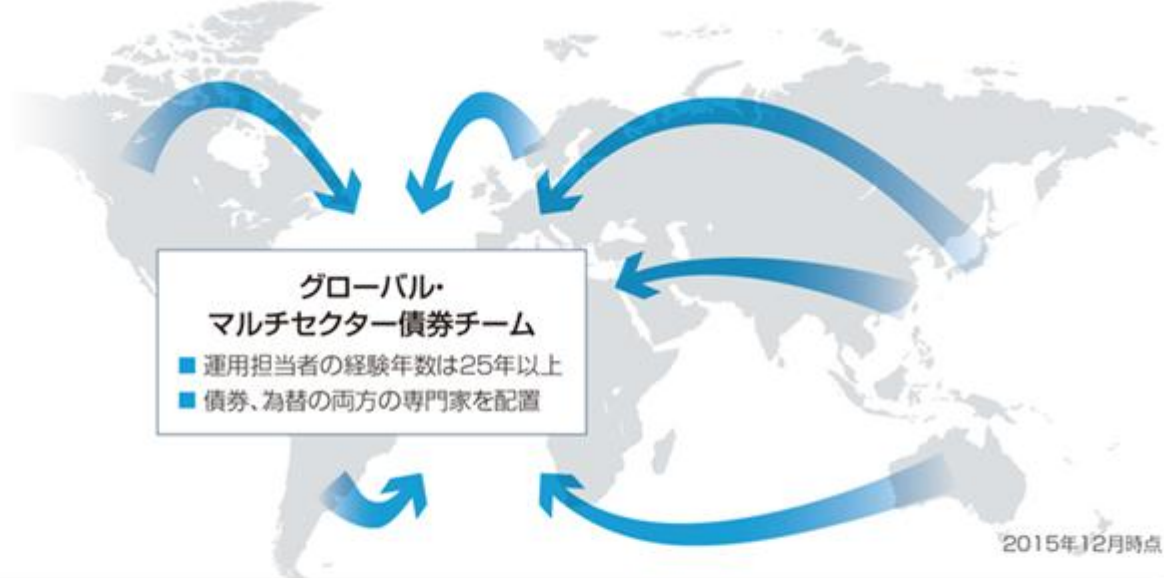 グローバル・
マルチセクター債券チーム
■ 運用担当者の経験年数は25年以上
■ 債券、為替の両方の専門家を配置
2015年12月時点